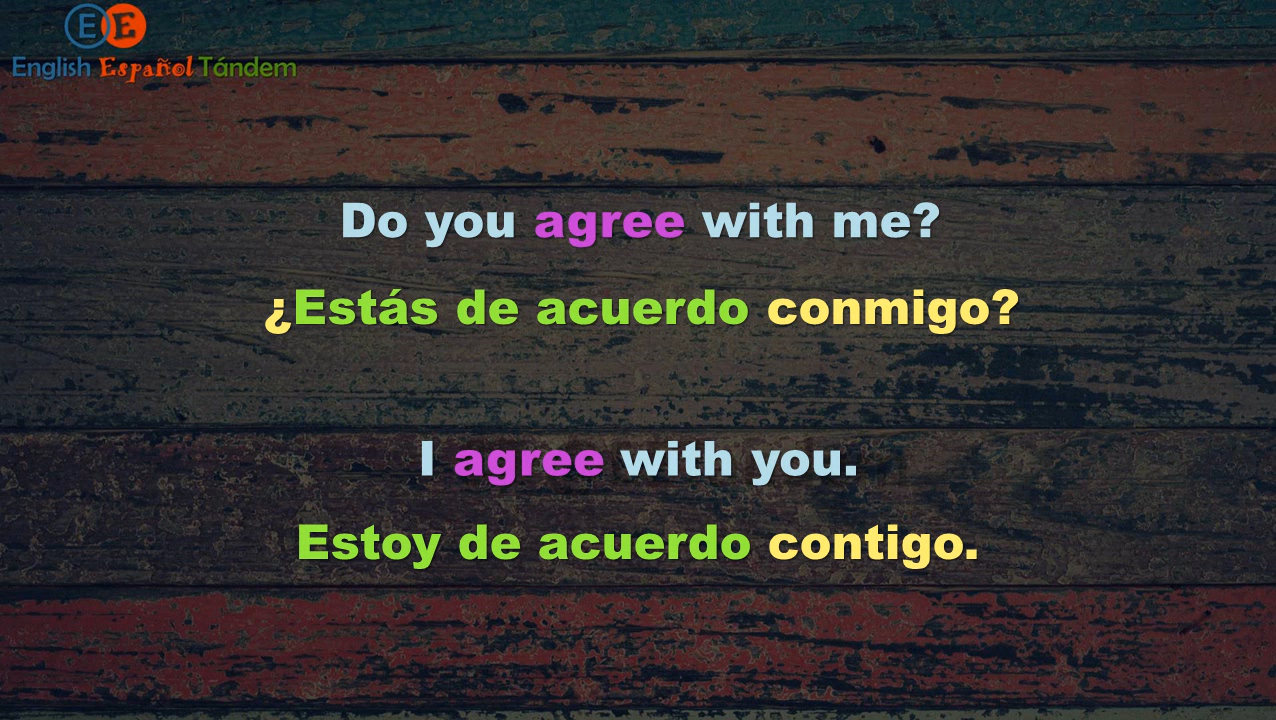 E E
English Español Tándem
Do you agree with me?
¿Estás de acuerdo conmigo?
I agree with you.
Estoy de acuerdo contigo.